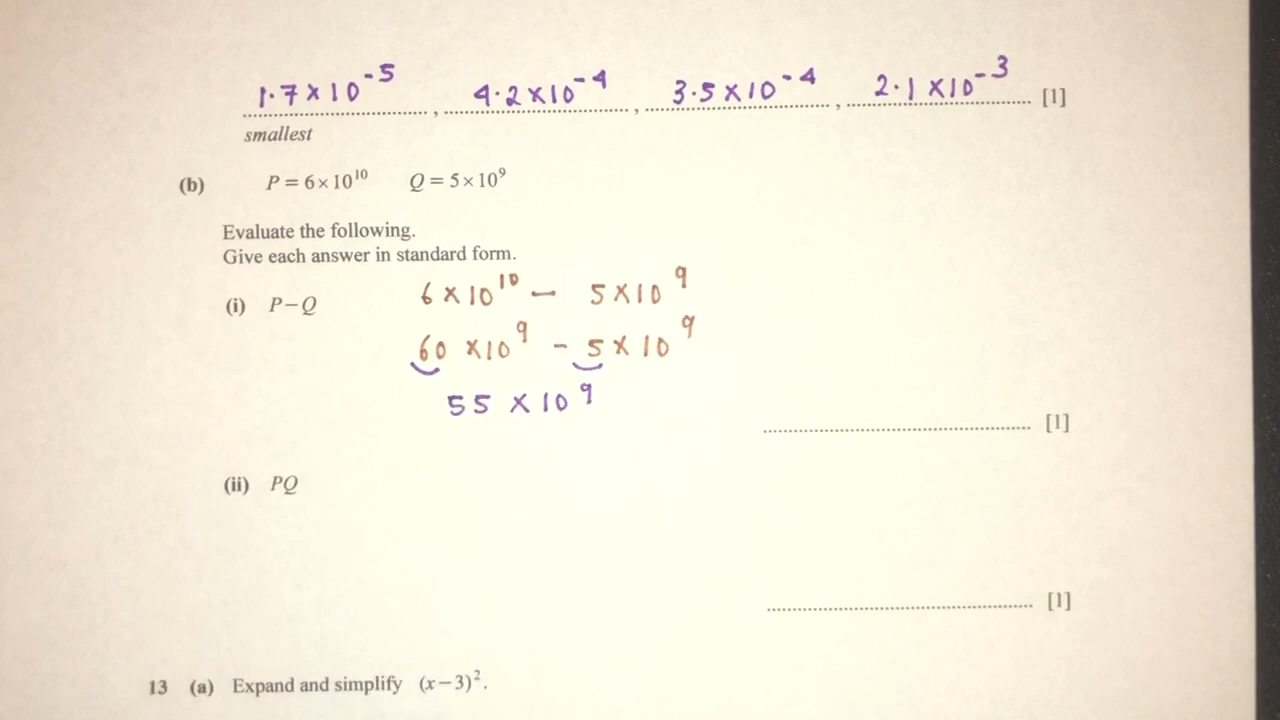 1.7 × 10⁻⁵ , 4.2 × 10⁻⁴ , 3.5 × 10⁻⁴ , 2.1 × 10⁻³ [1]
smallest
(b) P = 6 × 10¹⁰ Q = 5 × 10⁹
Evaluate the following.
Give each answer in standard form.
(i) P − Q 6 × 10¹⁰ − 5 × 10⁹
60 × 10⁹ − 5 × 10⁹
55 × 10⁹
[1]
(ii) PQ
[1]
13 (a) Expand and simplify (x − 3)².